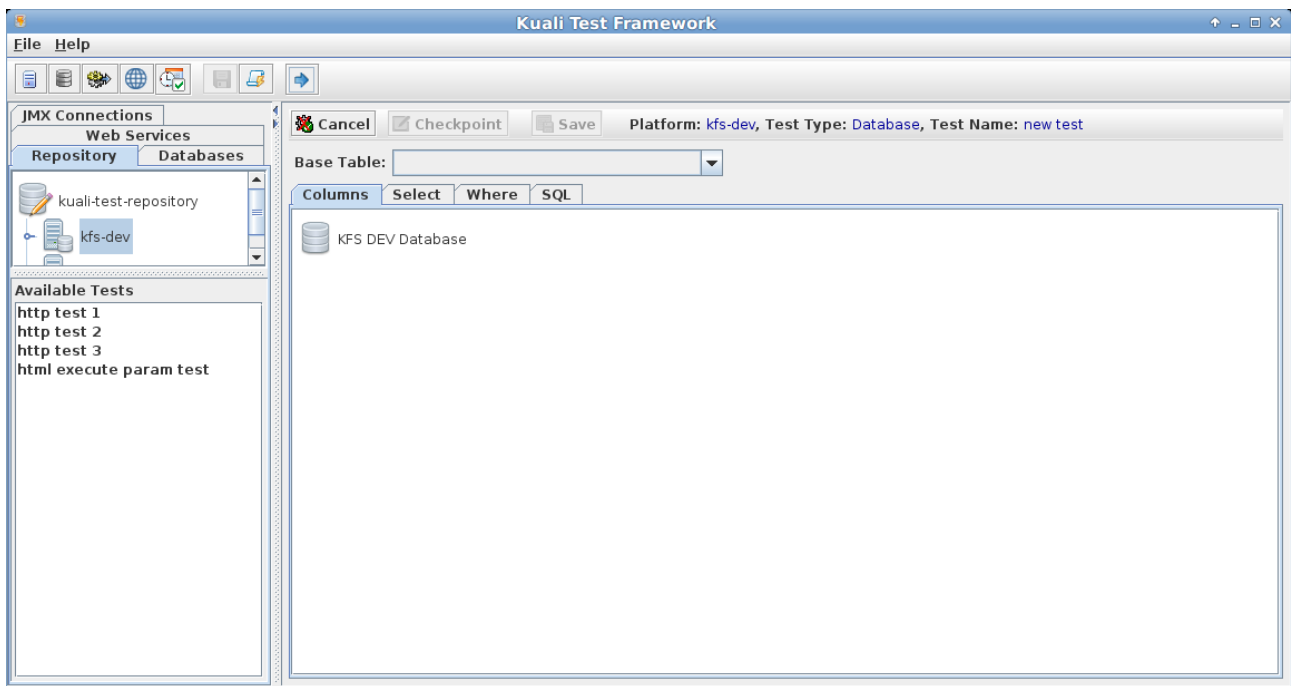 Kuali Test Framework
File Help
JMX Connections
Web Services
Repository Databases
kuali-test-repository
kfs-dev
Available Tests
http test 1
http test 2
http test 3
html execute param test
Cancel Checkpoint Save Platform: kfs-dev, Test Type: Database, Test Name: new test
Base Table:
Columns Select Where SQL
KFS DEV Database